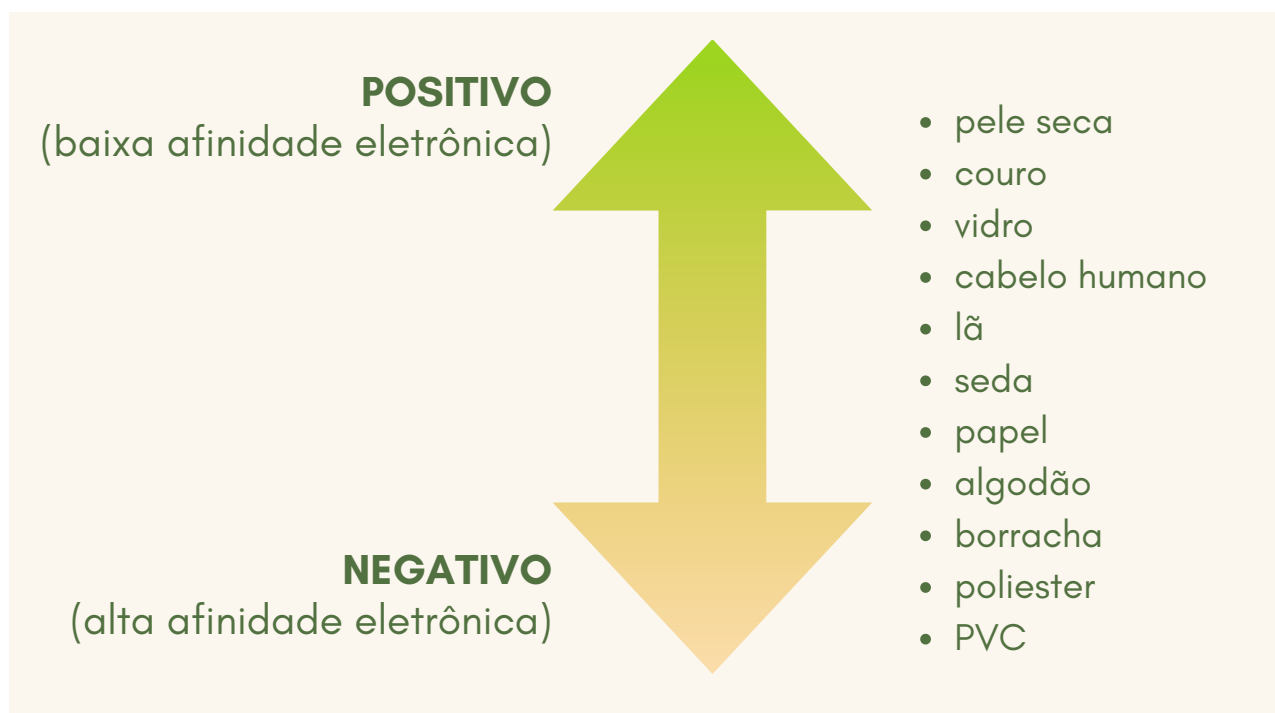 POSITIVO
(baixa afinidade eletrônica)
NEGATIVO
(alta afinidade eletrônica)
• pele seca
• couro
• vidro
• cabelo humano
• lã
• seda
• papel
• algodão
• borracha
• poliester
• PVC